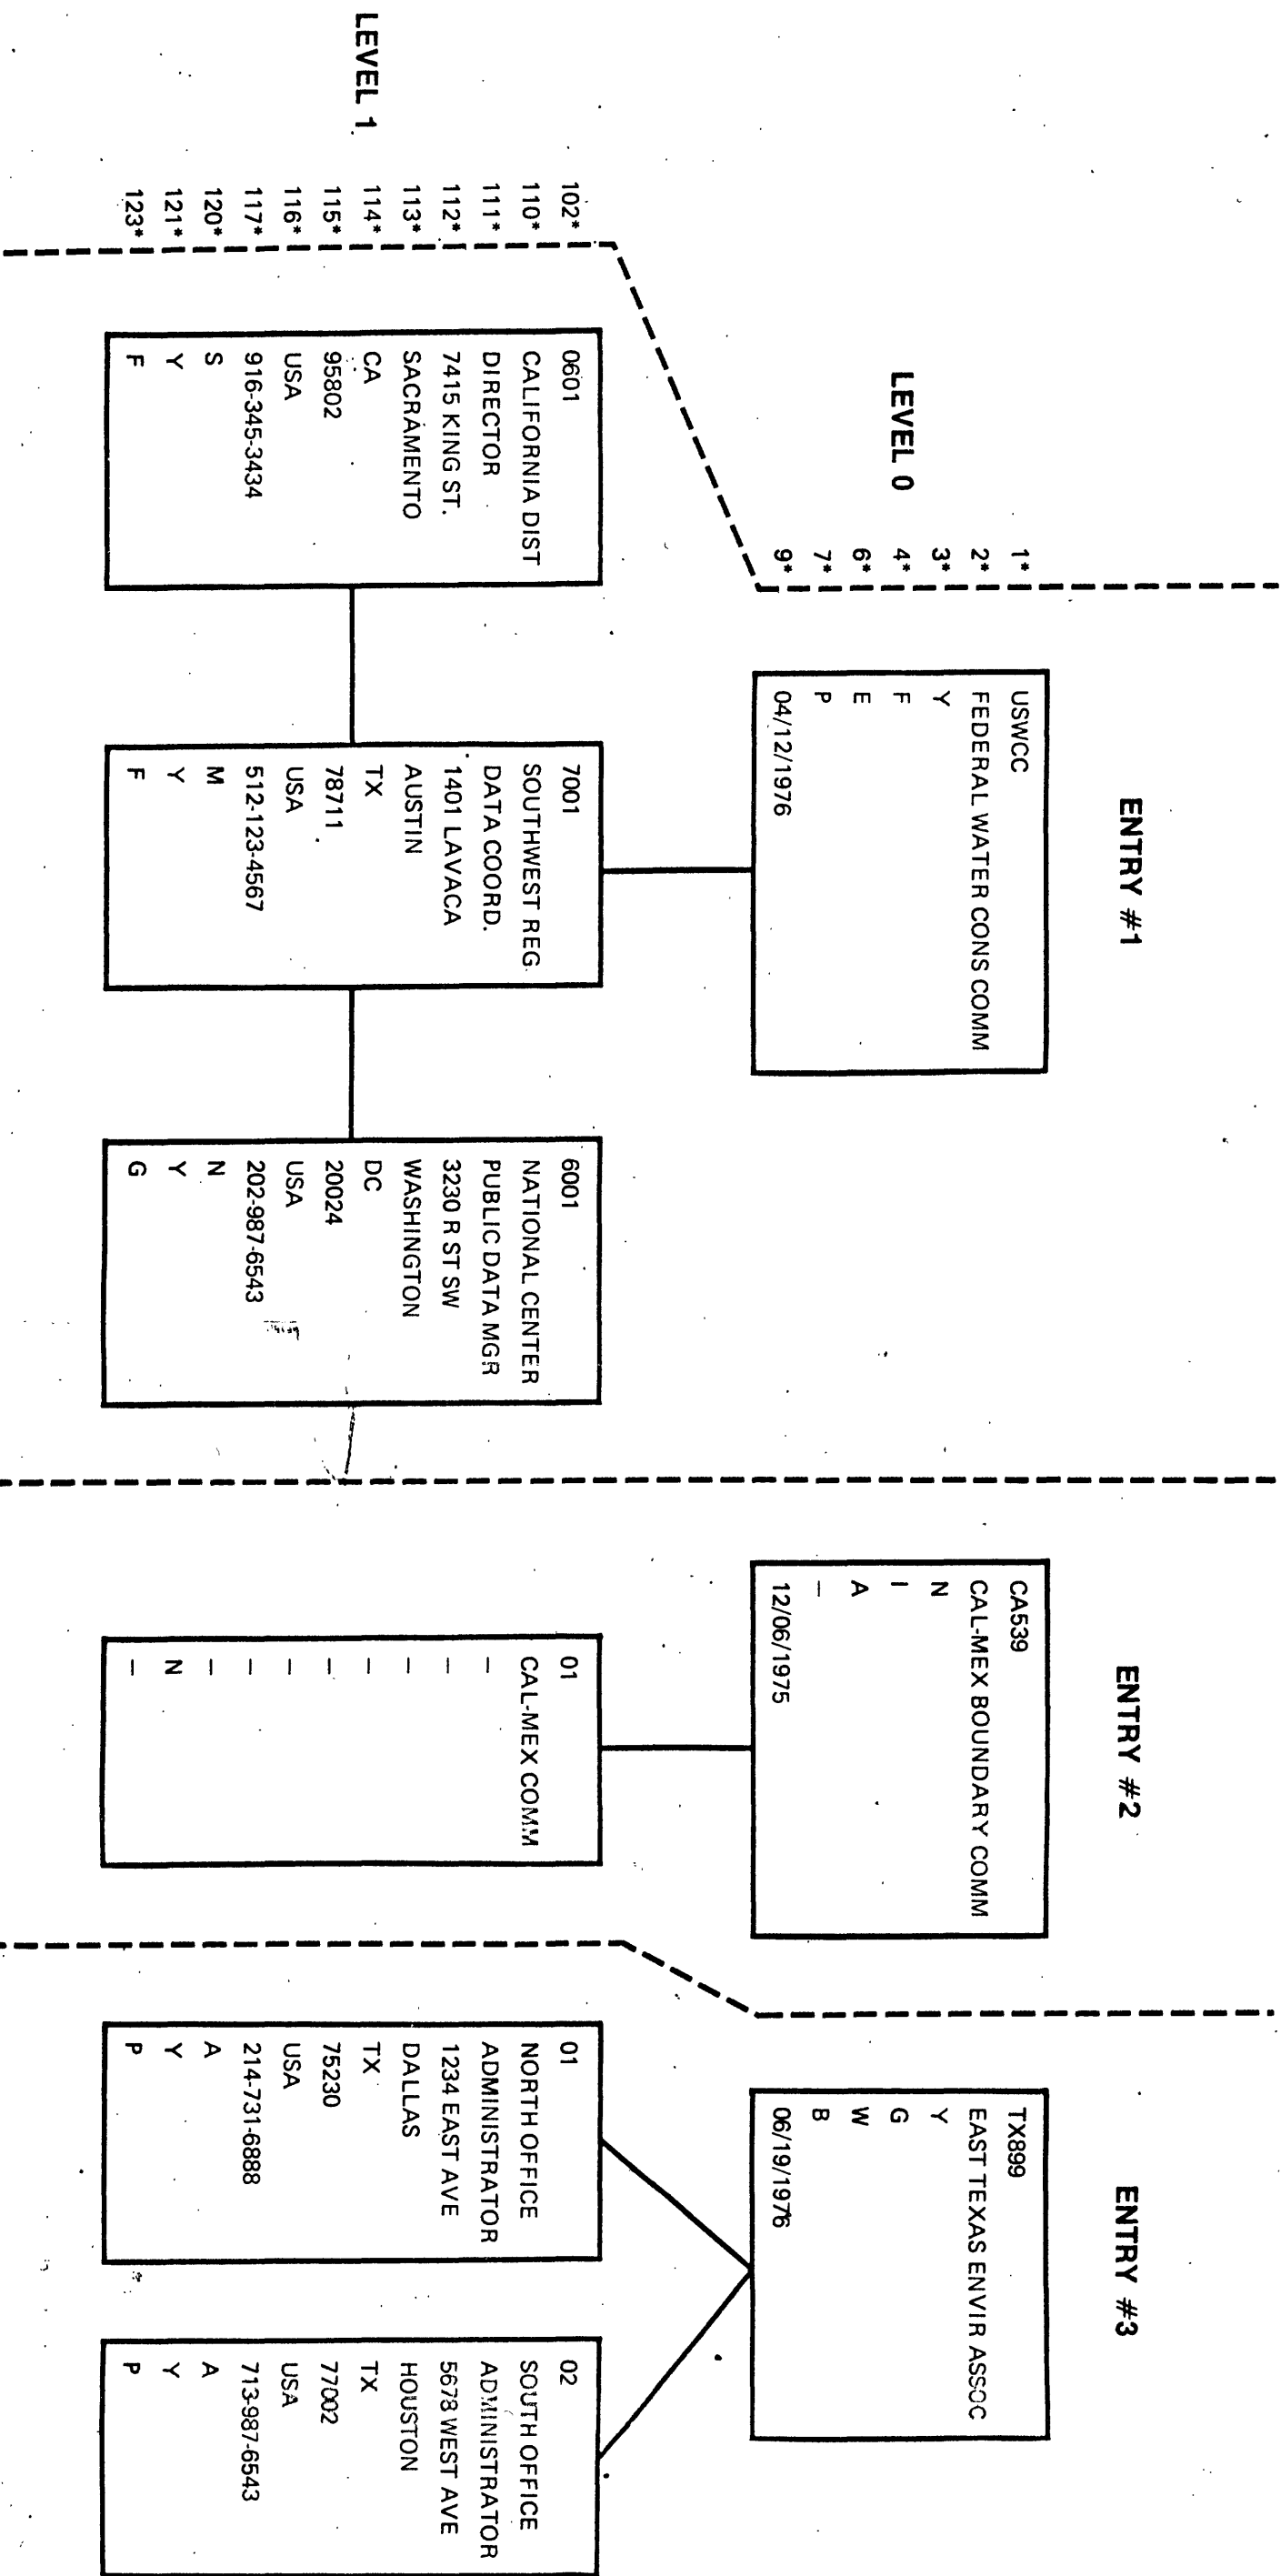 ENTRY #1
ENTRY #2
ENTRY #3
LEVEL 0
1*
2*
3*
4*
6*
7*
9*
USWCC
FEDERAL WATER CONS COMM
Y
F
E
P
04/12/1976
CA539
CAL-MEX BOUNDARY COMM
N
I
A
–
12/06/1975
TX899
EAST TEXAS ENVIR ASSOC
Y
G
W
B
06/19/1976
LEVEL 1
102*
110*
111*
112*
113*
114*
115*
116*
117*
120*
121*
123*
0601
CALIFORNIA DIST
DIRECTOR
7415 KING ST.
SACRAMENTO
CA
95802
USA
916-345-3434
S
Y
F
7001
SOUTHWEST REG
DATA COORD.
1401 LAVACA
AUSTIN
TX
78711
USA
512-123-4567
M
Y
F
6001
NATIONAL CENTER
PUBLIC DATA MGR
3230 R ST SW
WASHINGTON
DC
20024
USA
202-987-6543
N
Y
G
01
CAL-MEX COMM
–
–
–
–
–
–
–
–
N
–
01
NORTH OFFICE
ADMINISTRATOR
1234 EAST AVE
DALLAS
TX
75230
USA
214-731-6888
A
Y
P
02
SOUTH OFFICE
ADMINISTRATOR
5678 WEST AVE
HOUSTON
TX
77002
USA
713-987-6543
A
Y
P